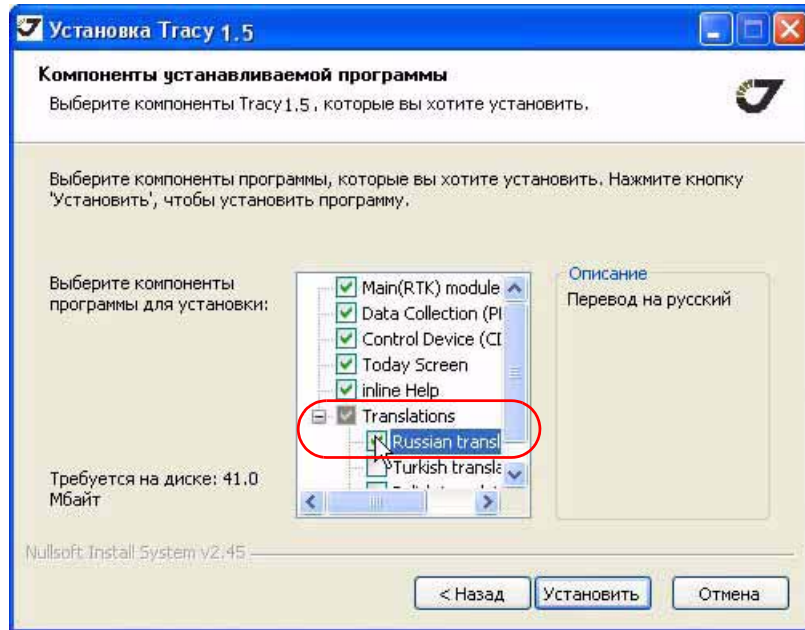 Установка Tracy 1.5
Компоненты устанавливаемой программы
Выберите компоненты Tracy 1.5 , которые вы хотите установить.
Выберите компоненты программы, которые вы хотите установить. Нажмите кнопку
'Установить', чтобы установить программу.
Выберите компоненты
программы для установки:
Main(RTK) module
Data Collection (
Control Device (
Today Screen
inline Help
Translations
Russian transl
Turkish transla
Описание
Перевод на русский
Требуется на диске: 41.0
Мбайт
Nullsoft Install System v2.45
< Назад
Установить
Отмена